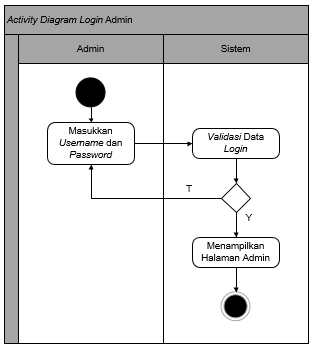 Activity Diagram Login Admin
Admin
Sistem
Masukkan
Username dan
Password
Validasi Data
Login
T
Y
Menampilkan
Halaman Admin